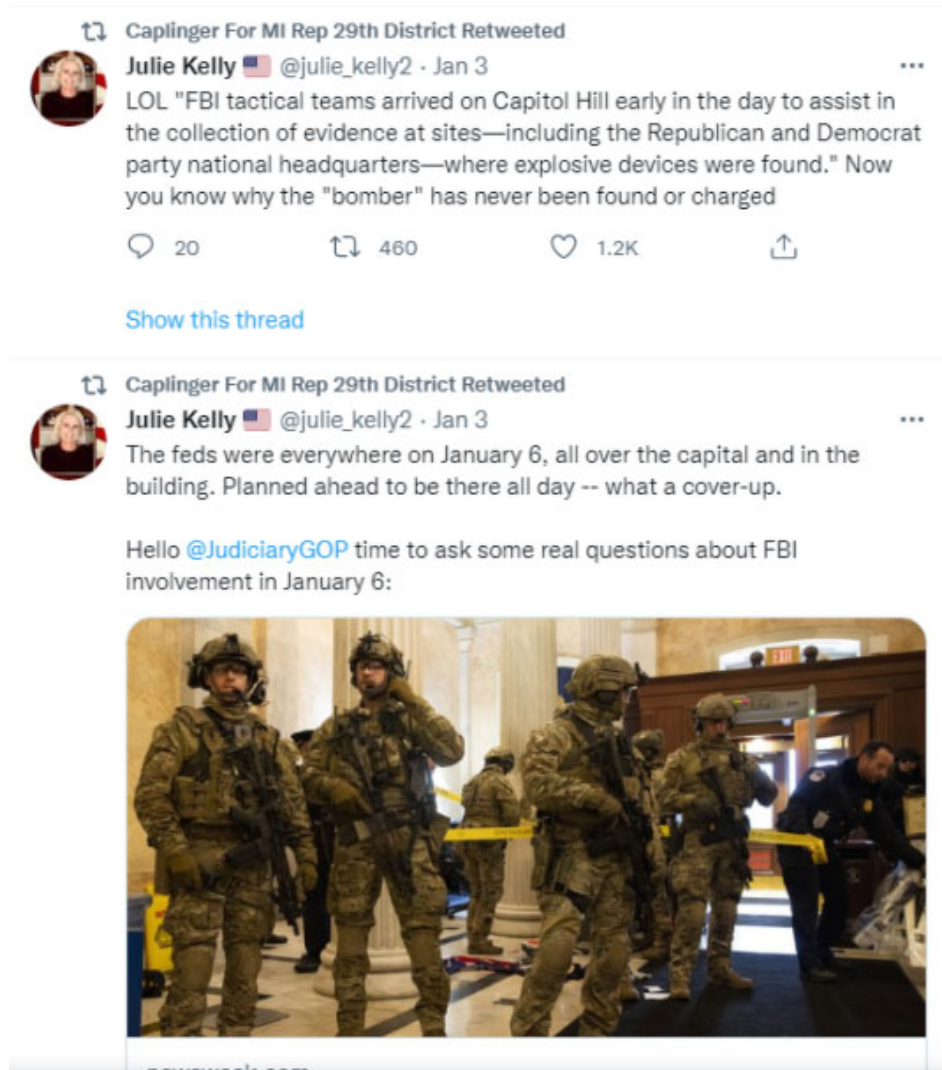 Caplinger For MI Rep 29th District Retweeted
Julie Kelly @julie_kelly2 · Jan 3
LOL "FBI tactical teams arrived on Capitol Hill early in the day to assist in
the collection of evidence at sites—including the Republican and Democrat
party national headquarters—where explosive devices were found." Now
you know why the "bomber" has never been found or charged
20 460 1.2K
Show this thread
Caplinger For MI Rep 29th District Retweeted
Julie Kelly @julie_kelly2 · Jan 3
The feds were everywhere on January 6, all over the capital and in the
building. Planned ahead to be there all day -- what a cover-up.
Hello @JudiciaryGOP time to ask some real questions about FBI
involvement in January 6: